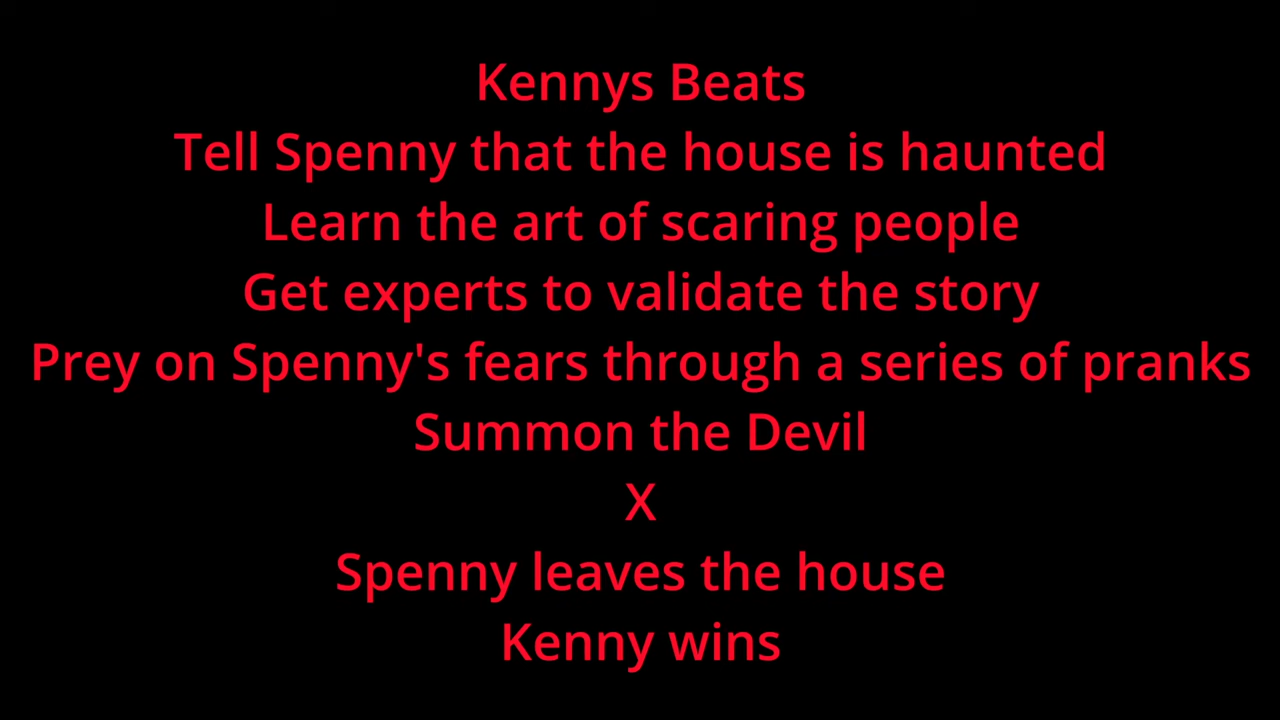 Kennys Beats
Tell Spenny that the house is haunted
Learn the art of scaring people
Get experts to validate the story
Prey on Spenny's fears through a series of pranks
Summon the Devil
X
Spenny leaves the house
Kenny wins